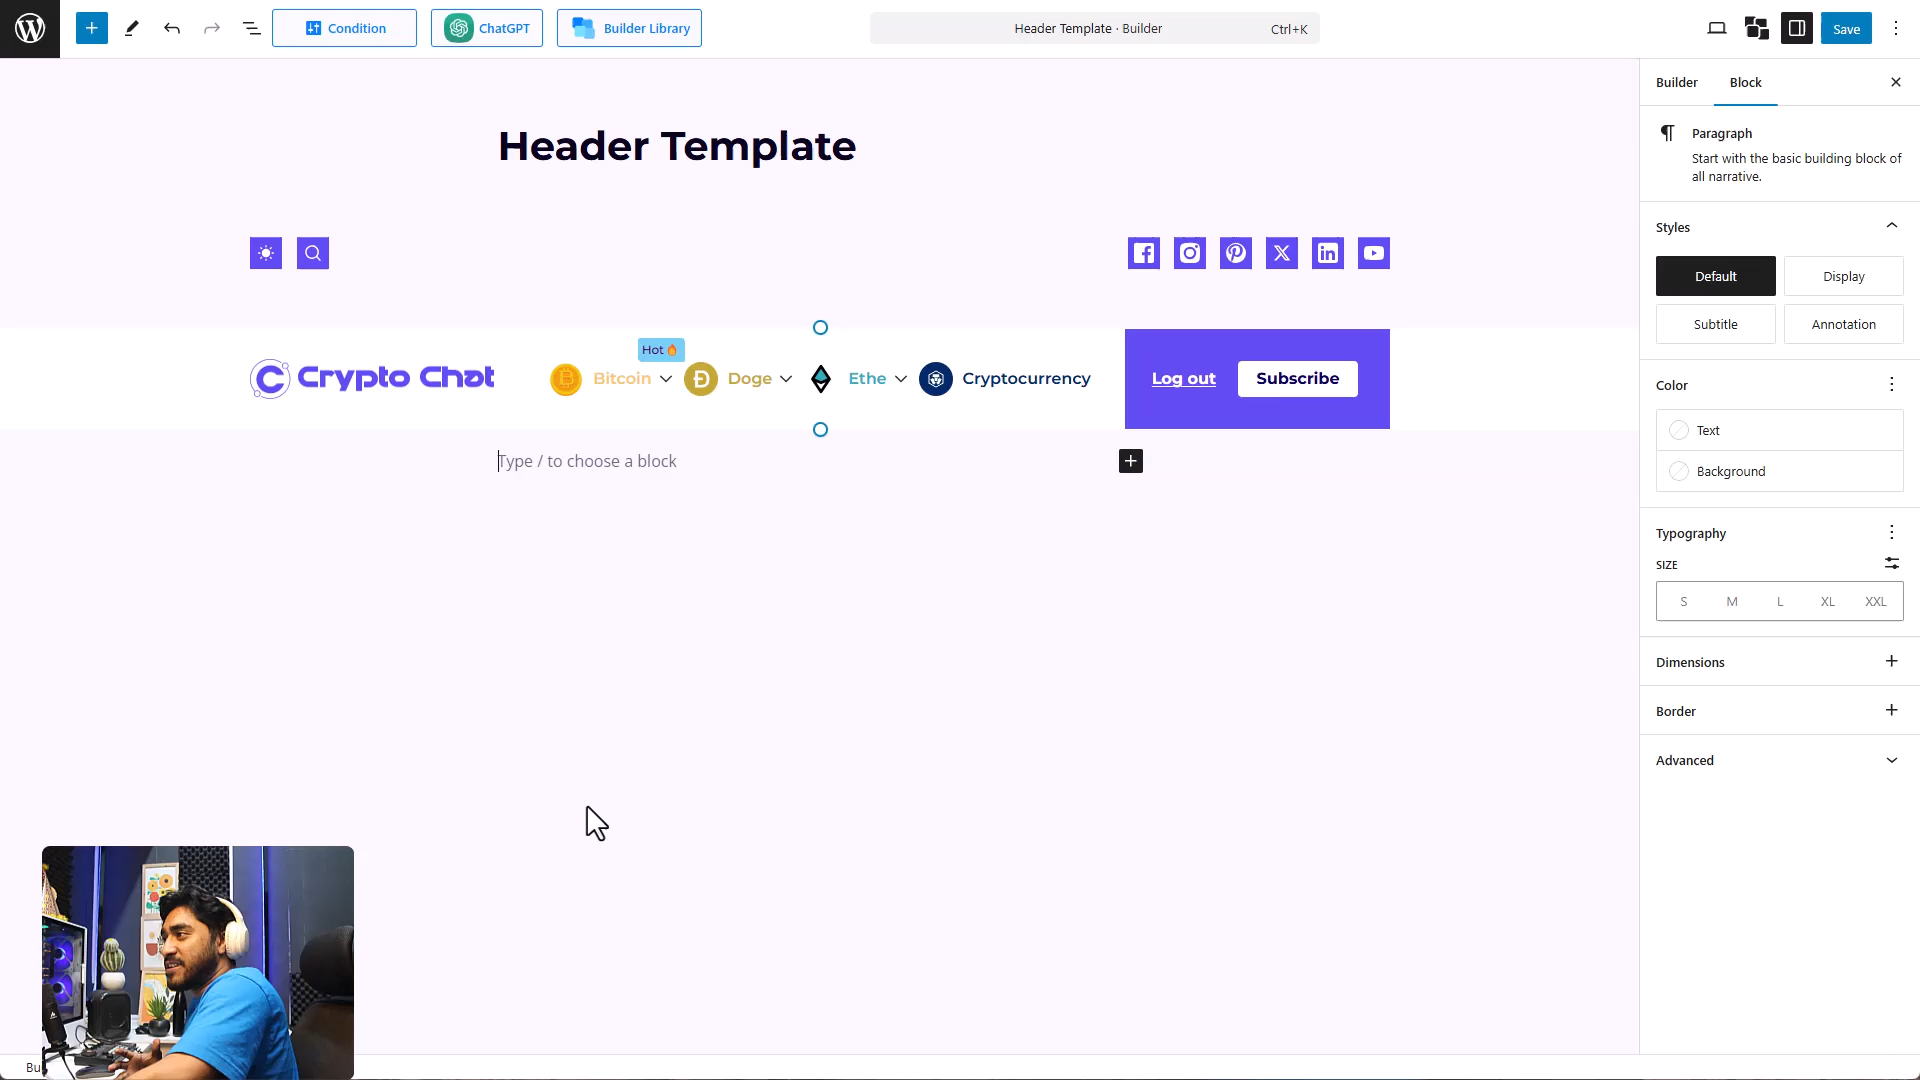 Condition
ChatGPT
Builder Library
Header Template · Builder
Ctrl+K
Save
Builder
Block
Paragraph
Start with the basic building block of
all narrative.
Header Template
Styles
Default
Display
Subtitle
Annotation
Hot
Crypto Chat
Bitcoin
Doge
Ethe
Cryptocurrency
Log out
Subscribe
Color
Text
Background
Type / to choose a block
Typography
SIZE
S
M
L
XL
XXL
Dimensions
Border
Advanced
Bu